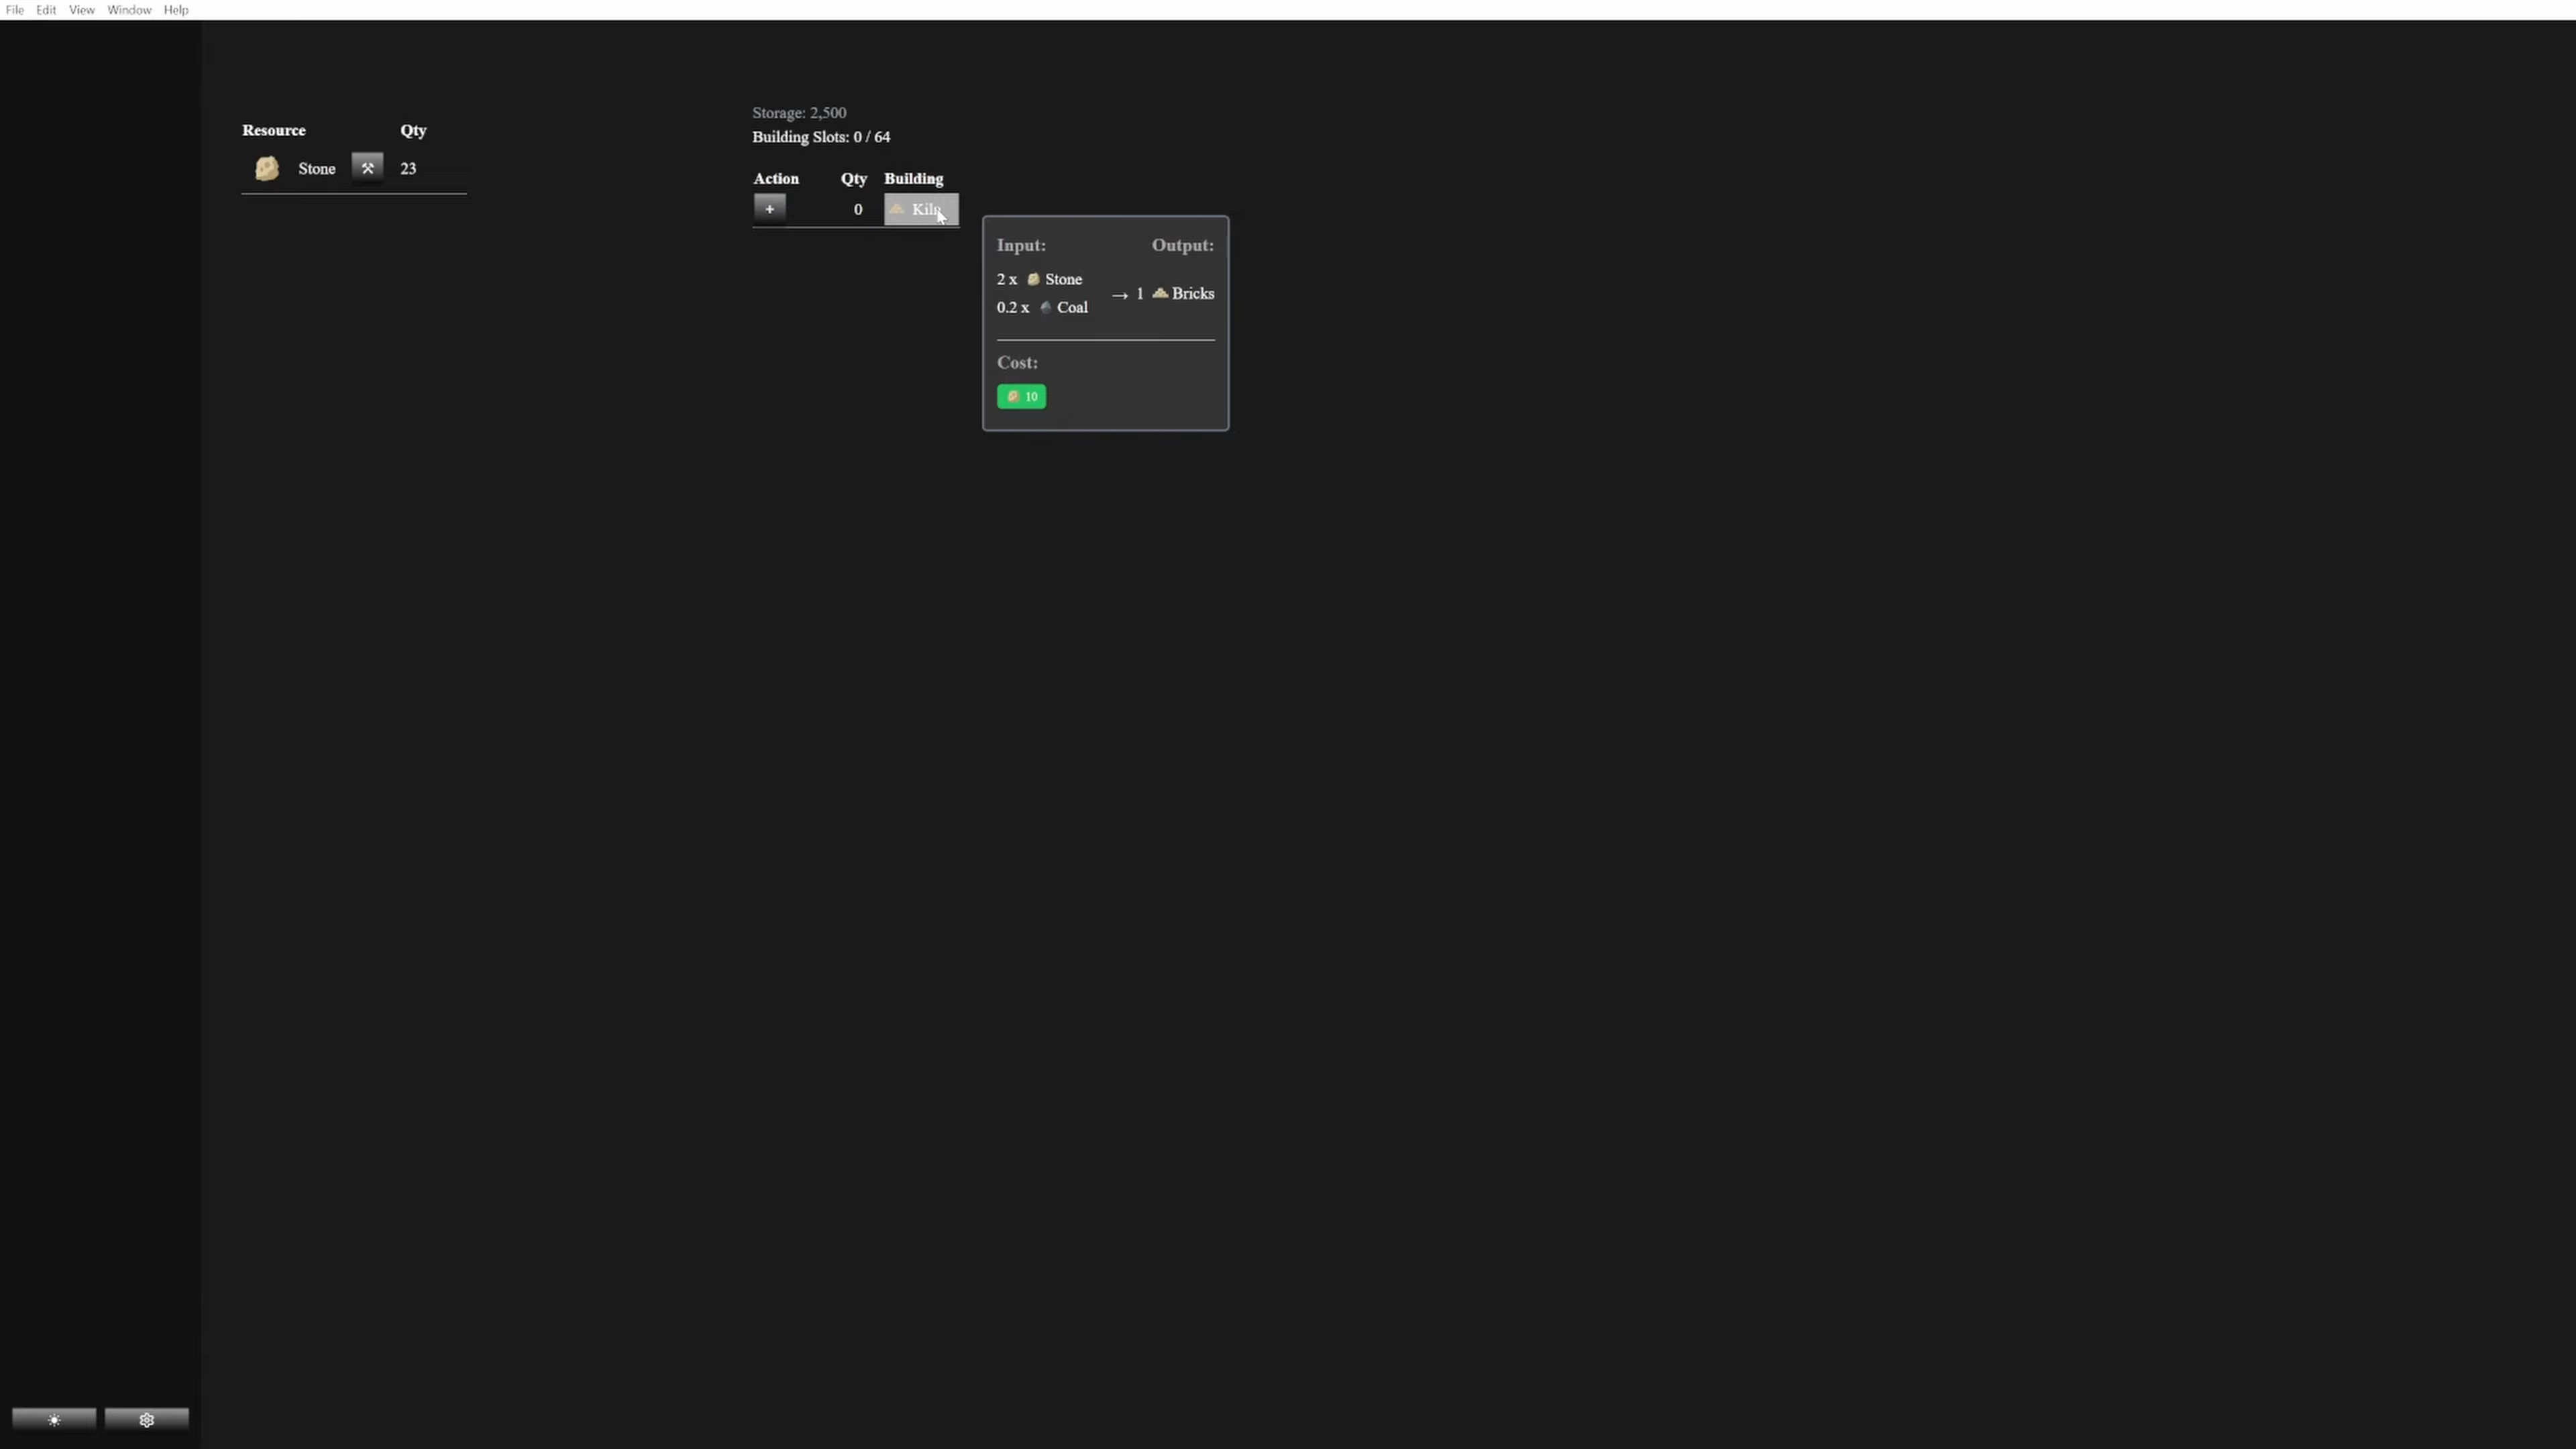 File Edit View Window Help
Resource Qty
Stone 23
Storage: 2,500
Building Slots: 0 / 64
Action Qty Building
+ 0 Kiln
Input: Output:
2 x Stone
→ 1 Bricks
0.2 x Coal
Cost:
10